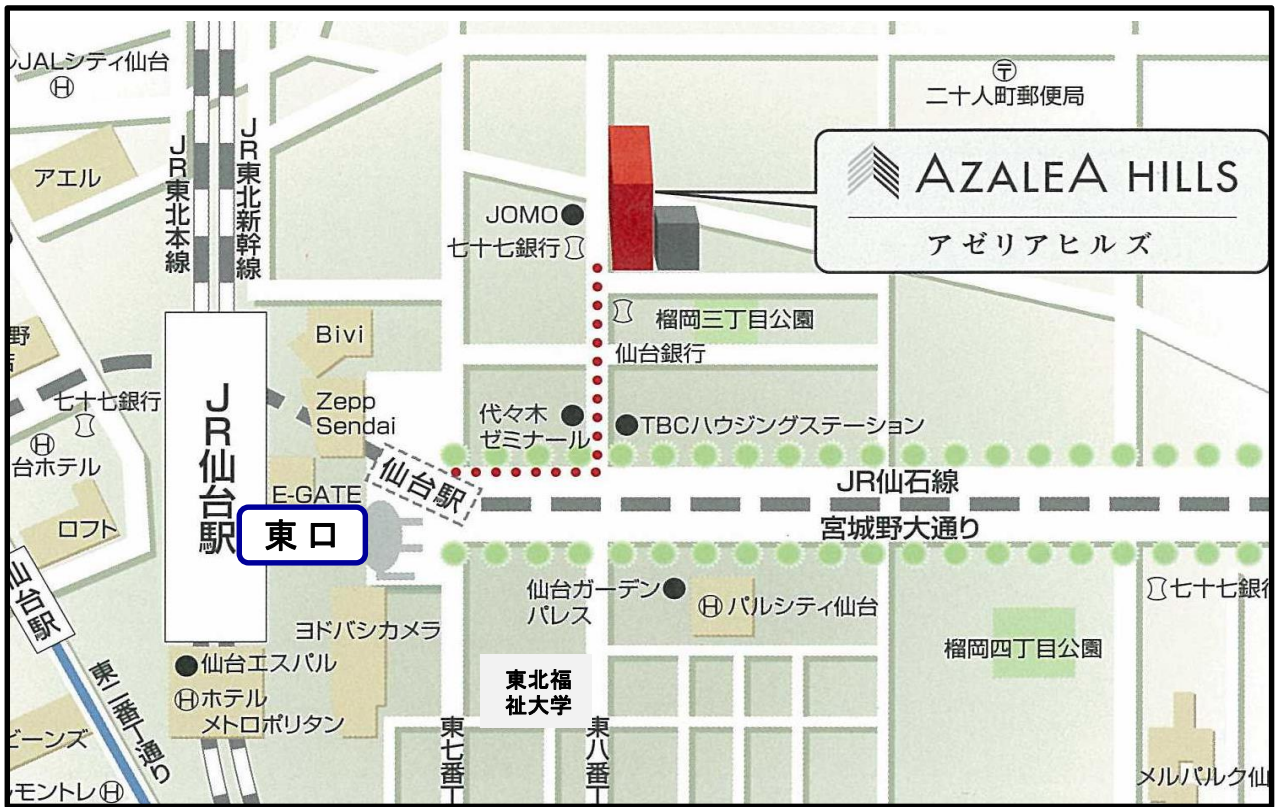 JALシティ仙台
Ⓗ
アエル
JR東北本線
JR東北新幹線
〒
二十人町郵便局
AZALEA HILLS
アゼリアヒルズ
JOMO
七十七銀行
榴岡三丁目公園
仙台銀行
Bivi
Zepp
Sendai
代々木
ゼミナール
TBCハウジングステーション
野
七十七銀行
Ⓗ
台ホテル
ロフト
JR仙台駅
E-GATE
東口
仙台駅
JR仙石線
宮城野大通り
仙台ガーデン
パレス
Ⓗパルシティ仙台
七十七銀行
榴岡四丁目公園
ヨドバシカメラ
仙台エスパル
Ⓗホテル
メトロポリタン
東北福
祉大学
東七番丁
東八番丁
仙台駅
東二番丁通り
ビーンズ
モントレⒽ
メルパルク仙